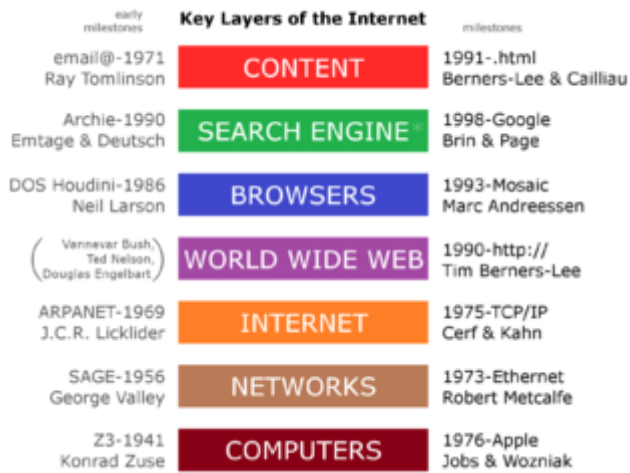 early
milestones
Key Layers of the Internet
milestones
email@-1971
Ray Tomlinson
CONTENT
1991-.html
Berners-Lee & Cailliau
Archie-1990
Emtage & Deutsch
SEARCH ENGINE*
1998-Google
Brin & Page
DOS Houdini-1986
Neil Larson
BROWSERS
1993-Mosaic
Marc Andreessen
(Vannevar Bush,
Ted Nelson,
Douglas Engelbart)
WORLD WIDE WEB
1990-http://
Tim Berners-Lee
ARPANET-1969
J.C.R. Licklider
INTERNET
1975-TCP/IP
Cerf & Kahn
SAGE-1956
George Valley
NETWORKS
1973-Ethernet
Robert Metcalfe
Z3-1941
Konrad Zuse
COMPUTERS
1976-Apple
Jobs & Wozniak